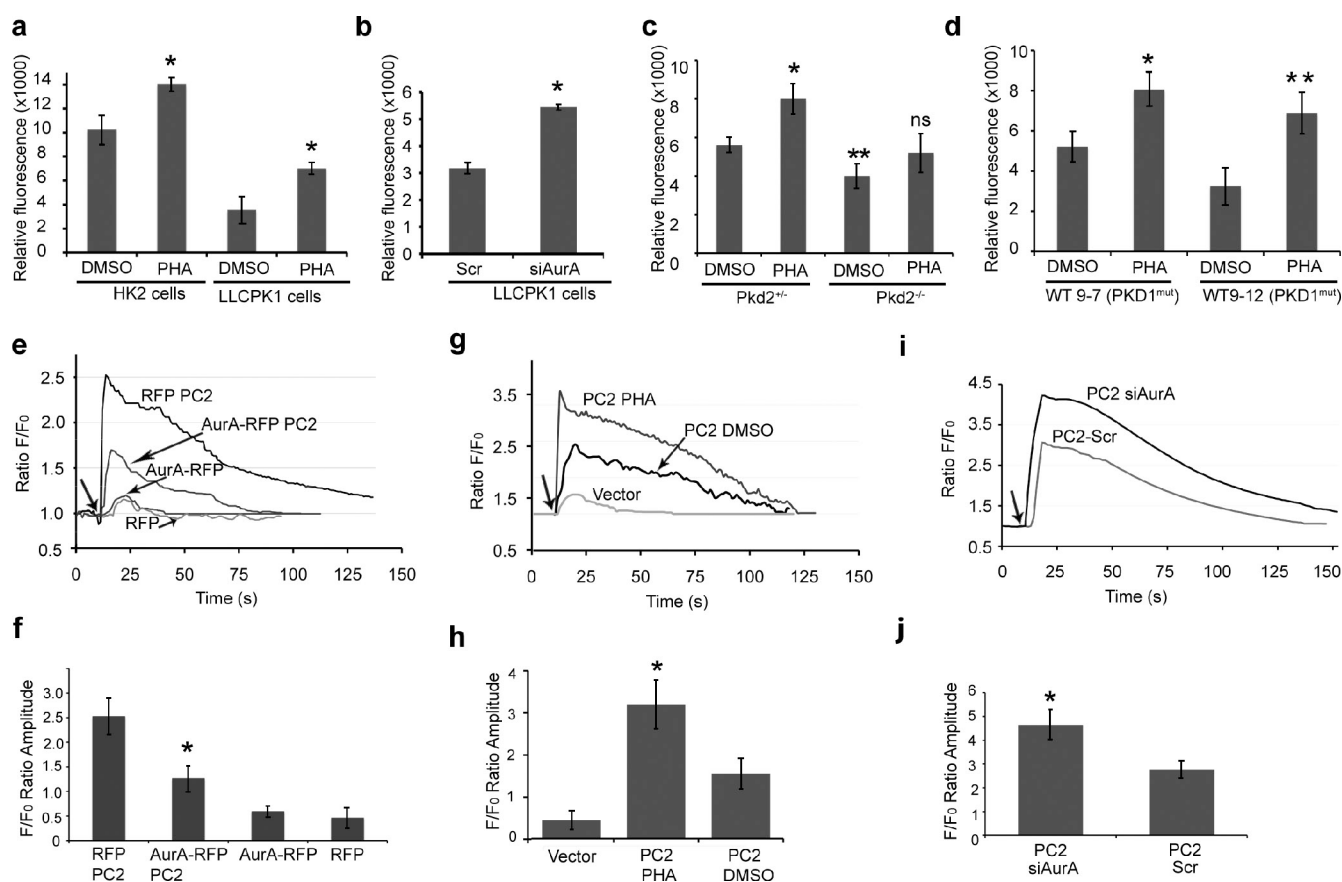 a
Relative fluorescence (x1000)
14
12
10
8
6
4
2
0
*
*
DMSO PHA DMSO PHA
HK2 cells LLCPK1 cells
b
Relative fluorescence (x1000)
6
5
4
3
2
1
0
*
Scr siAurA
LLCPK1 cells
c
Relative fluorescence (x1000)
10
8
6
4
2
0
*
**
ns
DMSO PHA DMSO PHA
Pkd2+/- Pkd2-/-
d
Relative fluorescence (x1000)
10
8
6
4
2
0
*
**
DMSO PHA DMSO PHA
WT 9-7 (PKD1mut) WT9-12 (PKD1mut)
e
Ratio F/F0
2.5
2.0
1.5
1.0
0.5
RFP PC2
AurA-RFP PC2
AurA-RFP
RFP
0 25 50 75 100 125 150
Time (s)
g
Ratio F/F0
3.5
2.5
1.5
0.5
PC2 PHA
PC2 DMSO
Vector
0 25 50 75 100 125 150
Time (s)
i
Ratio F/F0
4.5
3.5
2.5
1.5
0.5
PC2 siAurA
PC2-Scr
0 25 50 75 100 125 150
Time (s)
f
F/F0 Ratio Amplitude
3.0
2.5
2.0
1.5
1.0
0.5
0
*
RFP PC2
AurA-RFP PC2
AurA-RFP
RFP
h
F/F0 Ratio Amplitude
4
3
2
1
0
*
Vector
PC2 PHA
PC2 DMSO
j
F/F0 Ratio Amplitude
6
5
4
3
2
1
0
*
PC2 siAurA
PC2 Scr